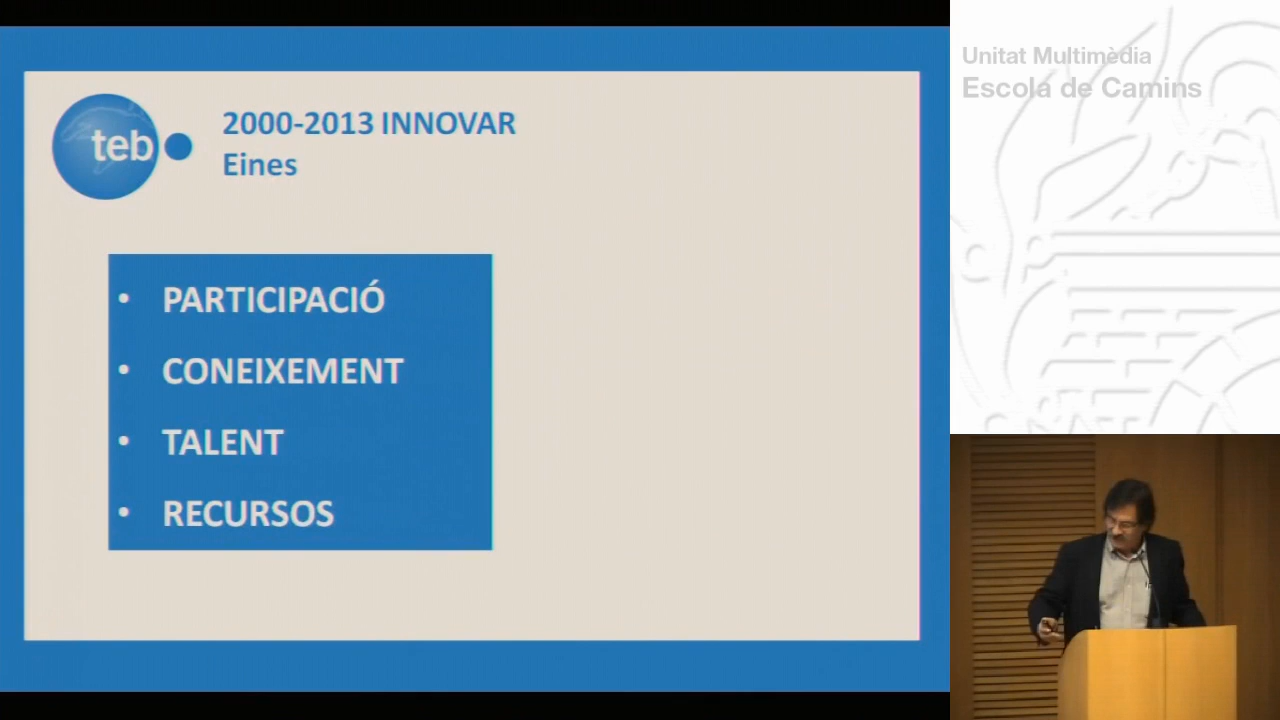 Unitat Multimèdia
Escola de Camins
teb
2000-2013 INNOVAR
Eines
• PARTICIPACIÓ
• CONEIXEMENT
• TALENT
• RECURSOS